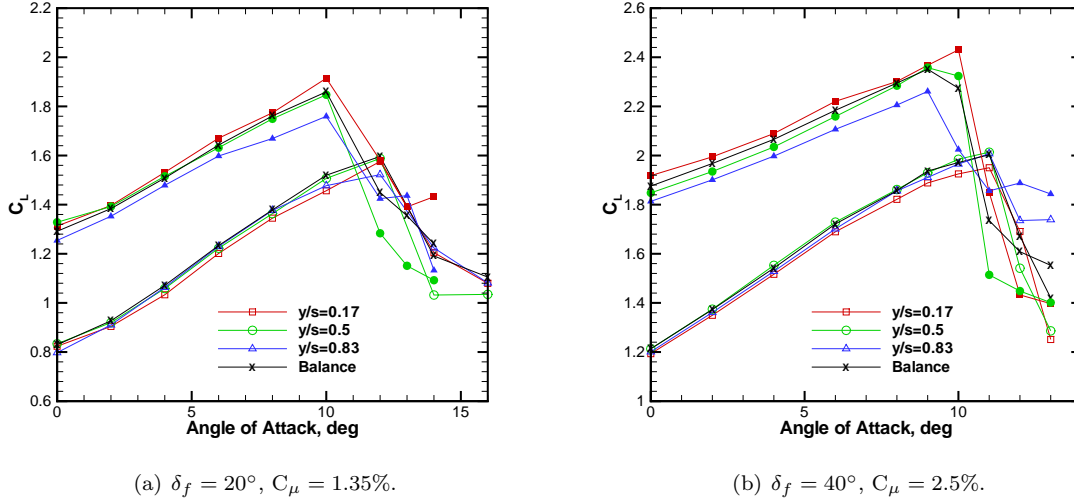 2.2
2
1.8
1.6
1.4
1.2
1
0.8
0.6
C_L
0 5 10 15
Angle of Attack, deg
y/s=0.17
y/s=0.5
y/s=0.83
Balance
(a) δ_f = 20°, C_μ = 1.35%.
2.6
2.4
2.2
2
1.8
1.6
1.4
1.2
1
C_L
0 5 10
Angle of Attack, deg
y/s=0.17
y/s=0.5
y/s=0.83
Balance
(b) δ_f = 40°, C_μ = 2.5%.